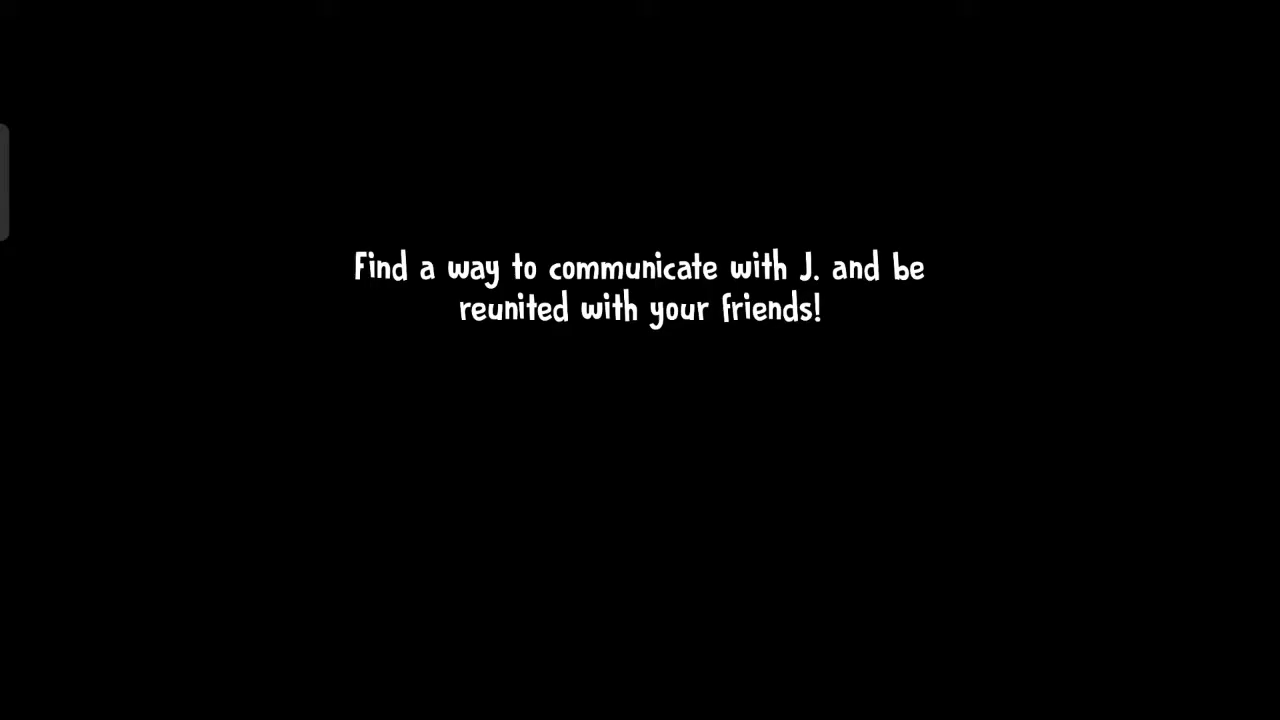 Find a way to communicate with J. and be
reunited with your friends!